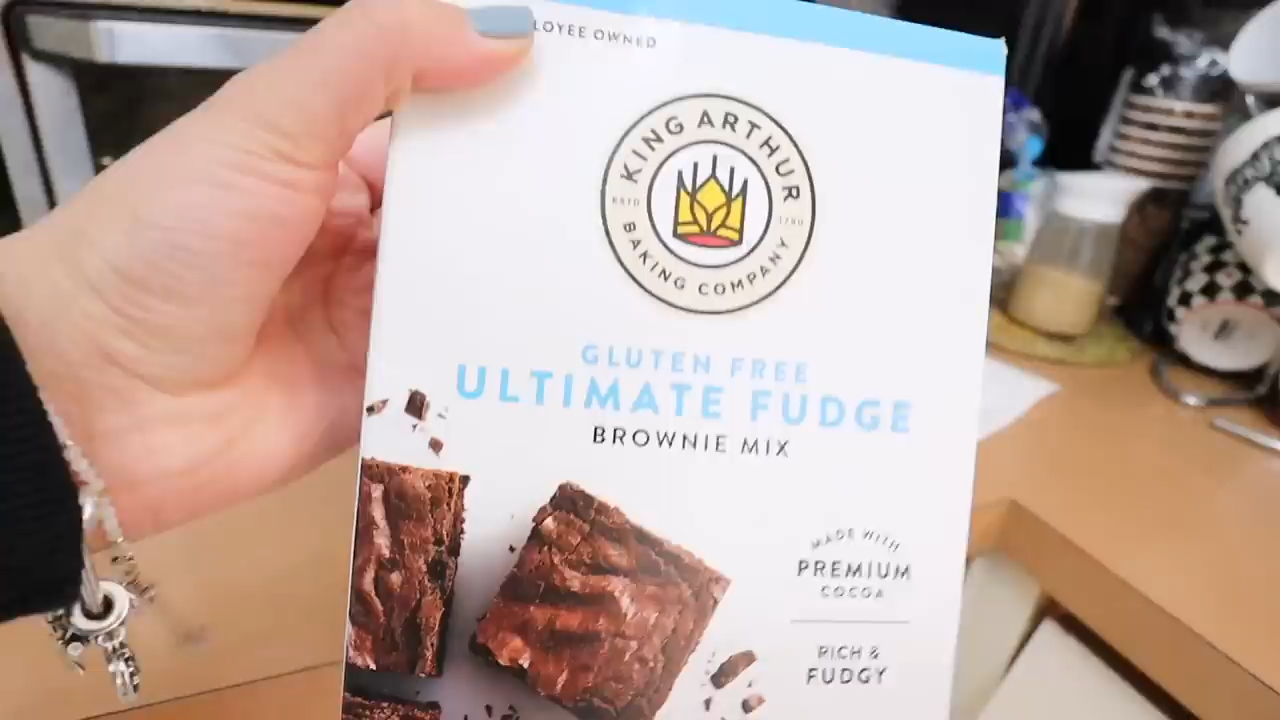 LOYEE OWNED
KING ARTHUR
ESTD 1790
BAKING COMPANY
GLUTEN FREE
ULTIMATE FUDGE
BROWNIE MIX
MADE WITH
PREMIUM
COCOA
RICH &
FUDGY